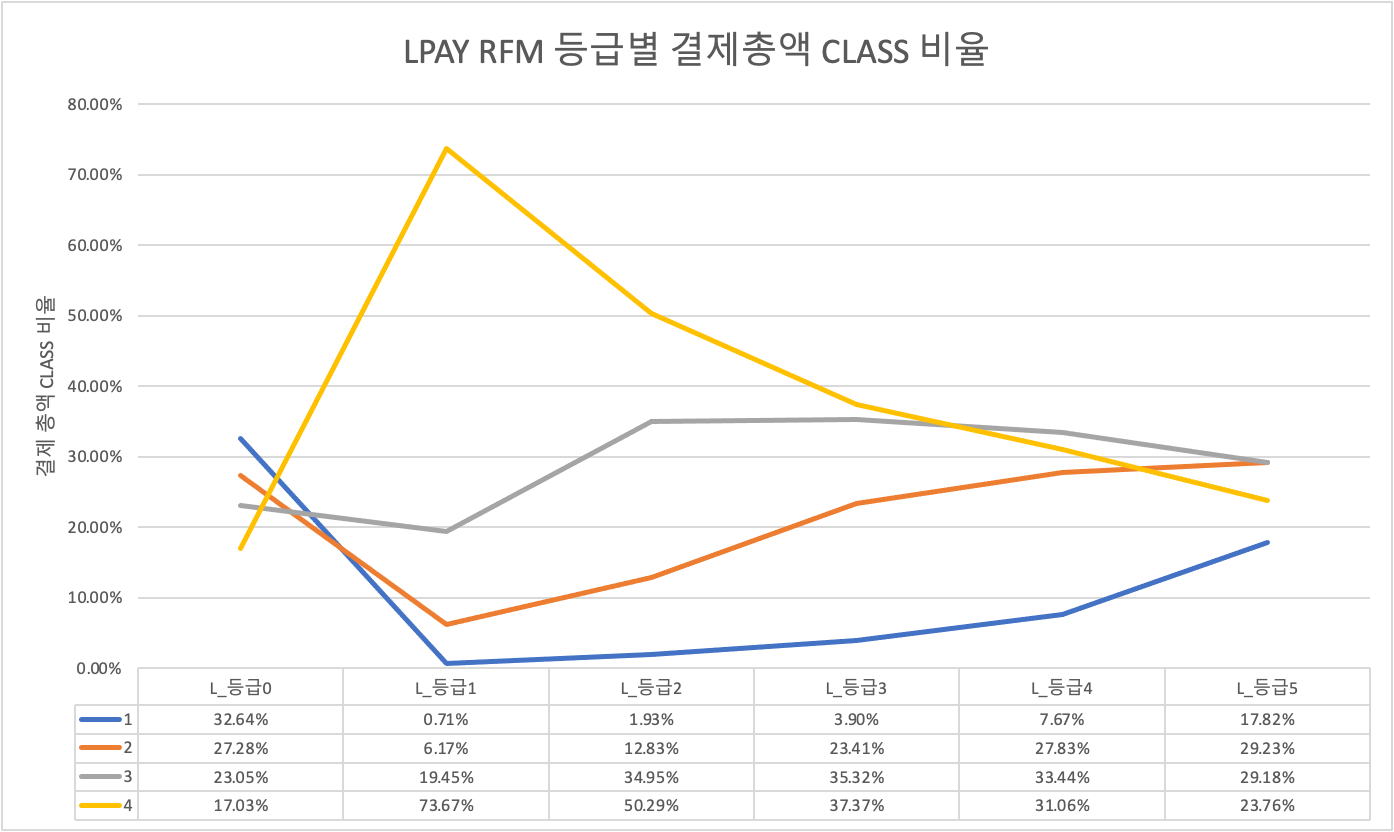 LPAY RFM 등급별 결제총액 CLASS 비율
80.00%
70.00%
60.00%
50.00%
40.00%
30.00%
20.00%
10.00%
0.00%
결제 총액 CLASS 비율
L_등급0 L_등급1 L_등급2 L_등급3 L_등급4 L_등급5
1 32.64% 0.71% 1.93% 3.90% 7.67% 17.82%
2 27.28% 6.17% 12.83% 23.41% 27.83% 29.23%
3 23.05% 19.45% 34.95% 35.32% 33.44% 29.18%
4 17.03% 73.67% 50.29% 37.37% 31.06% 23.76%